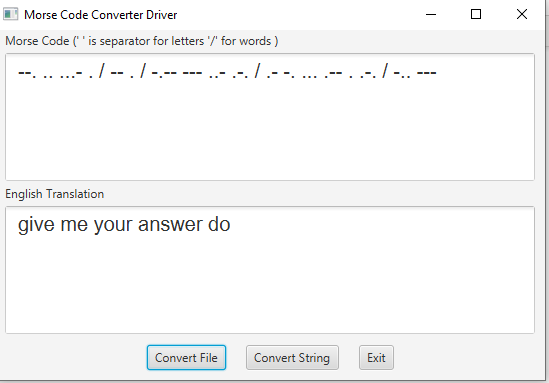 Morse Code Converter Driver
Morse Code (' ' is separator for letters '/' for words )
--. .. ...- . / -- . / -.-- --- ..- .-. / .- -. ... .-- . .-. / -.. ---
English Translation
give me your answer do
Convert File
Convert String
Exit